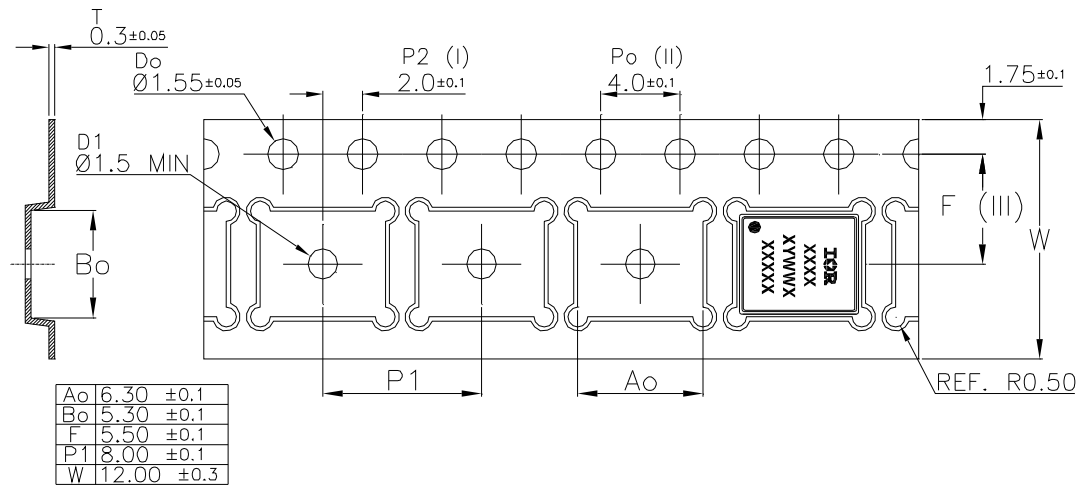 T
0.3±0.05
Do
Ø1.55±0.05
P2 (I)
2.0±0.1
Po (II)
4.0±0.1
1.75±0.1
D1
Ø1.5 MIN
Bo
F (III)
W
IOR
XXXX
XYWWX
XXXXX
P1
Ao
REF. R0.50
Ao 6.30 ±0.1
Bo 5.30 ±0.1
F 5.50 ±0.1
P1 8.00 ±0.1
W 12.00 ±0.3